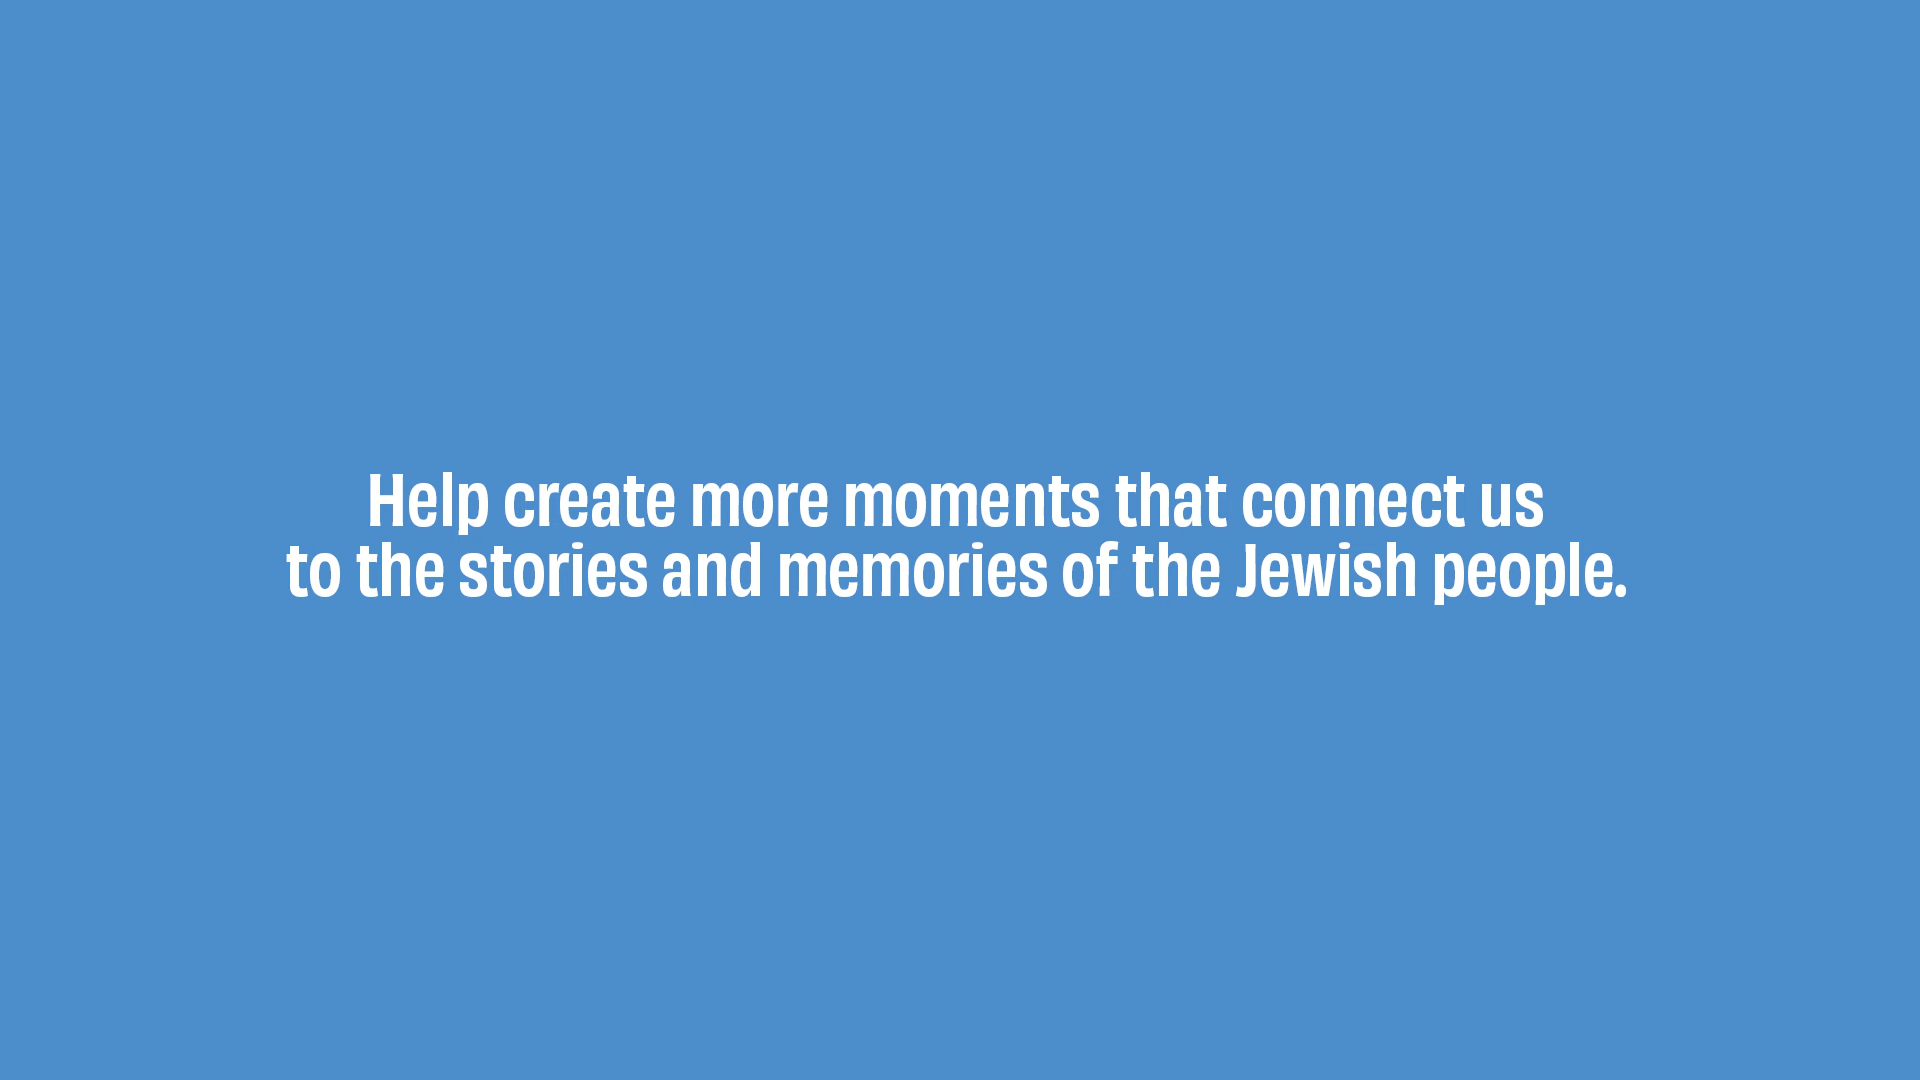 Help create more moments that connect us
to the stories and memories of the Jewish people.